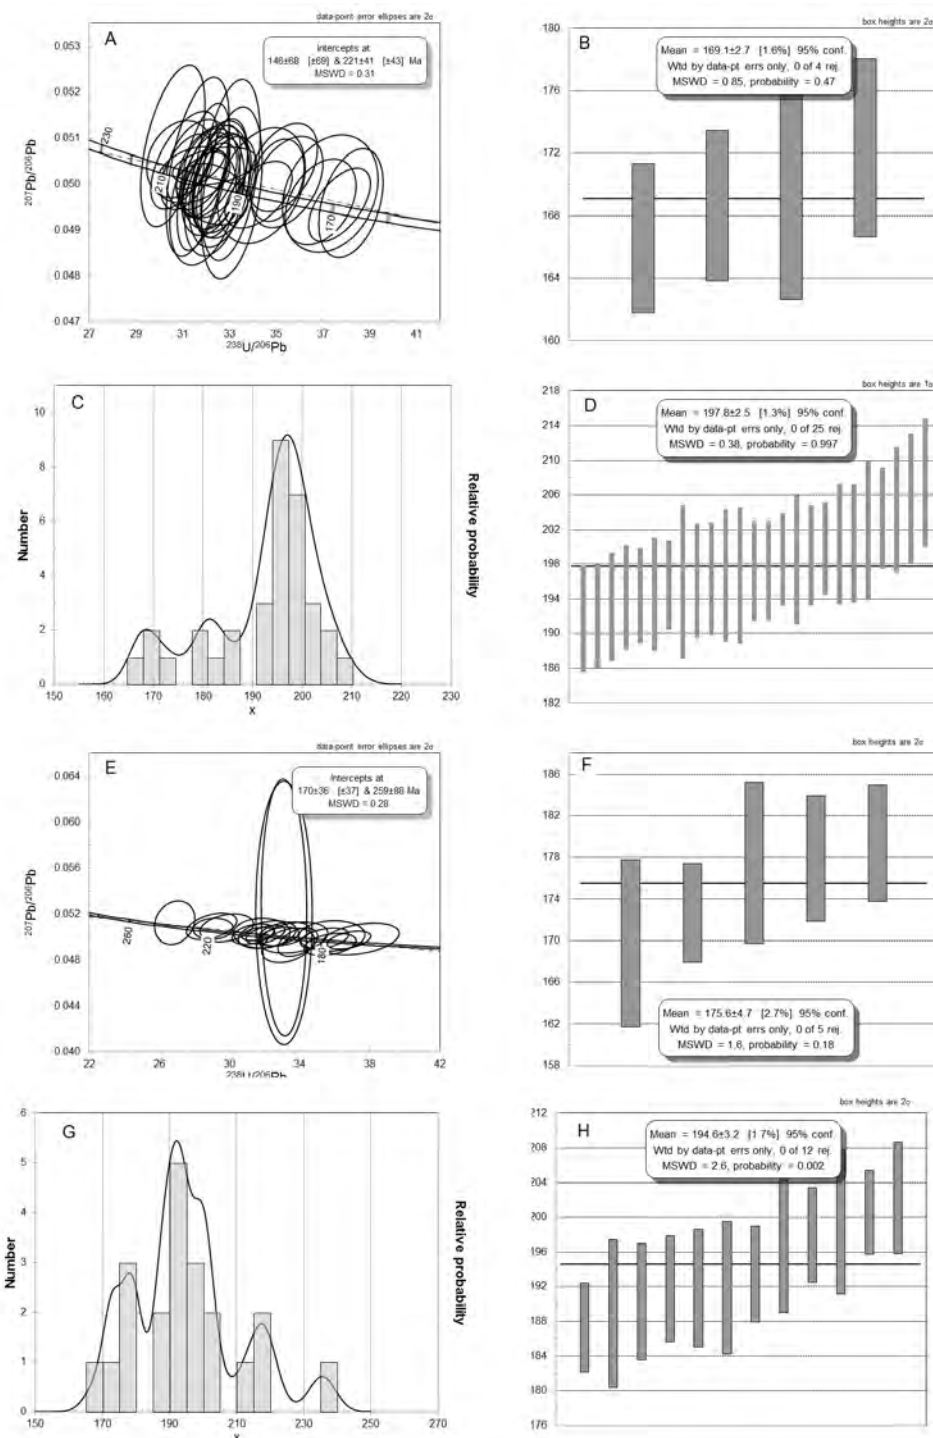 data-point error ellipses are 2σ
A
intercepts at
146±68 [±69] & 221±41 [±43] Ma
MSWD = 0.31
0.053
0.052
0.051
0.050
0.049
0.048
0.047
230
210
190
170
27 29 31 33 35 37 39 41
²³⁸U/²⁰⁶Pb
²⁰⁷Pb/²⁰⁶Pb
box heights are 2σ
B
Mean = 169.1±2.7 [1.6%] 95% conf.
Wtd by data-pt errs only, 0 of 4 rej.
MSWD = 0.85, probability = 0.47
180
176
172
168
164
160
C
10
8
6
4
2
0
Number
Relative probability
150 160 170 180 190 200 210 220 230
x
box heights are 1σ
D
Mean = 197.8±2.5 [1.3%] 95% conf.
Wtd by data-pt errs only, 0 of 25 rej.
MSWD = 0.38, probability = 0.997
218
214
210
206
202
198
194
190
186
182
data-point error ellipses are 2σ
E
intercepts at
170±36 [±37] & 259±88 Ma
MSWD = 0.28
0.064
0.060
0.056
0.052
0.048
0.044
0.040
260
220
180
22 26 30 34 38 42
²³⁸U/²⁰⁶Pb
²⁰⁷Pb/²⁰⁶Pb
box heights are 2σ
F
186
182
178
174
170
166
162
158
Mean = 175.6±4.7 [2.7%] 95% conf.
Wtd by data-pt errs only, 0 of 5 rej.
MSWD = 1.6, probability = 0.18
G
6
5
4
3
2
1
0
Number
Relative probability
150 170 190 210 230 250 270
x
box heights are 2σ
H
Mean = 194.6±3.2 [1.7%] 95% conf.
Wtd by data-pt errs only, 0 of 12 rej.
MSWD = 2.6, probability = 0.002
212
208
204
200
196
192
188
184
180
176